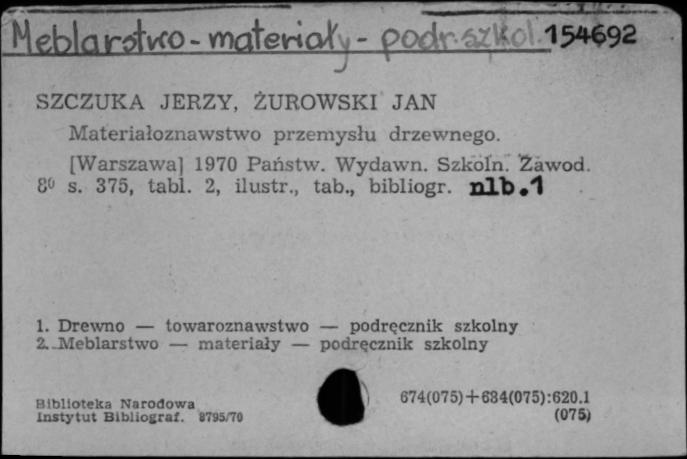 Meblarstwo - materiały - podr. szkol. 154692
SZCZUKA JERZY, ŻUROWSKI JAN
Materiałoznawstwo przemysłu drzewnego.
[Warszawa] 1970 Państw. Wydawn. Szkoln. Zawod.
8⁰ s. 375, tabl. 2, ilustr., tab., bibliogr. nlb.1
1. Drewno — towaroznawstwo — podręcznik szkolny
2. Meblarstwo — materiały — podręcznik szkolny
674(075)+684(075):620.1
Biblioteka Narodowa (075)
Instytut Bibliograf. 8795/70